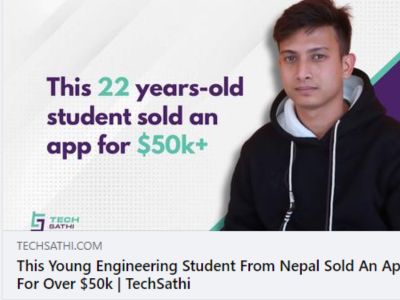 This 22 years-old
student sold an
app for $50k+
TECH
SATHI
TECHSATHI.COM
This Young Engineering Student From Nepal Sold An Ap
For Over $50k | TechSathi